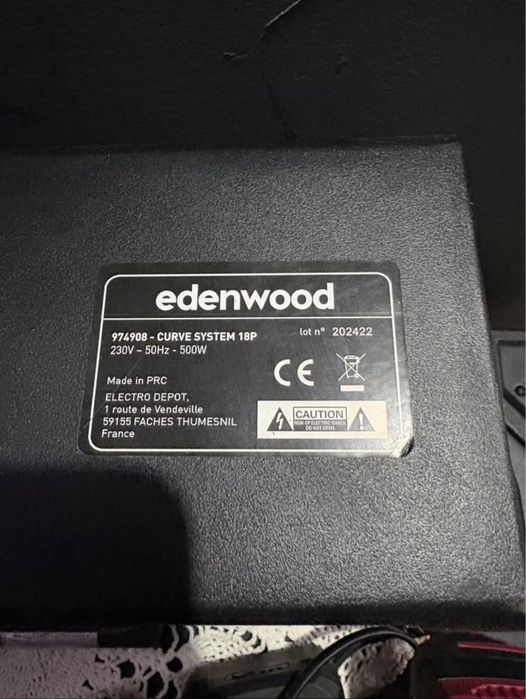 edenwood
974908 - CURVE SYSTEM 18P
lot n° 202422
230V ~ 50Hz - 500W
Made in PRC
ELECTRO DEPOT,
1 route de Vendeville
59155 FACHES THUMESNIL
France
CE
CAUTION
RISK OF ELECTRIC SHOCK
DO NOT OPEN